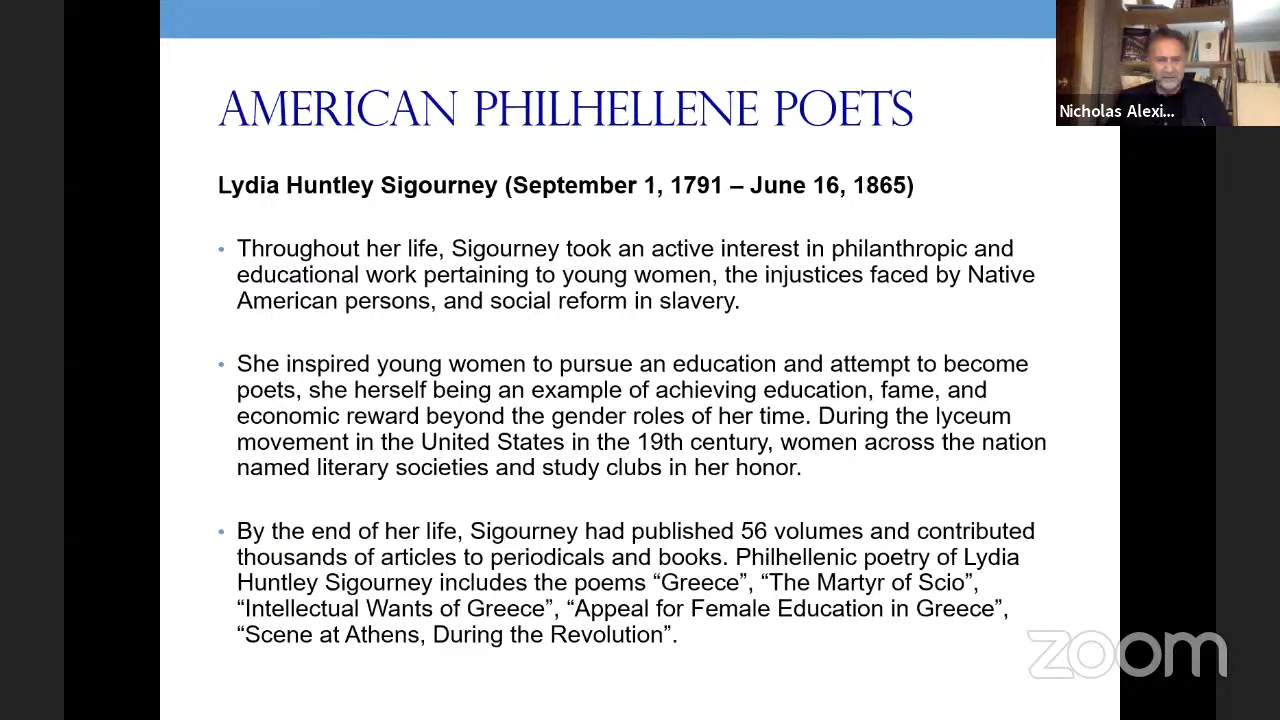 AMERICAN PHILHELLENE POETS
Nicholas Alexi...
Lydia Huntley Sigourney (September 1, 1791 – June 16, 1865)
• Throughout her life, Sigourney took an active interest in philanthropic and
educational work pertaining to young women, the injustices faced by Native
American persons, and social reform in slavery.
• She inspired young women to pursue an education and attempt to become
poets, she herself being an example of achieving education, fame, and
economic reward beyond the gender roles of her time. During the lyceum
movement in the United States in the 19th century, women across the nation
named literary societies and study clubs in her honor.
• By the end of her life, Sigourney had published 56 volumes and contributed
thousands of articles to periodicals and books. Philhellenic poetry of Lydia
Huntley Sigourney includes the poems “Greece”, “The Martyr of Scio”,
“Intellectual Wants of Greece”, “Appeal for Female Education in Greece”,
“Scene at Athens, During the Revolution”.
zoom